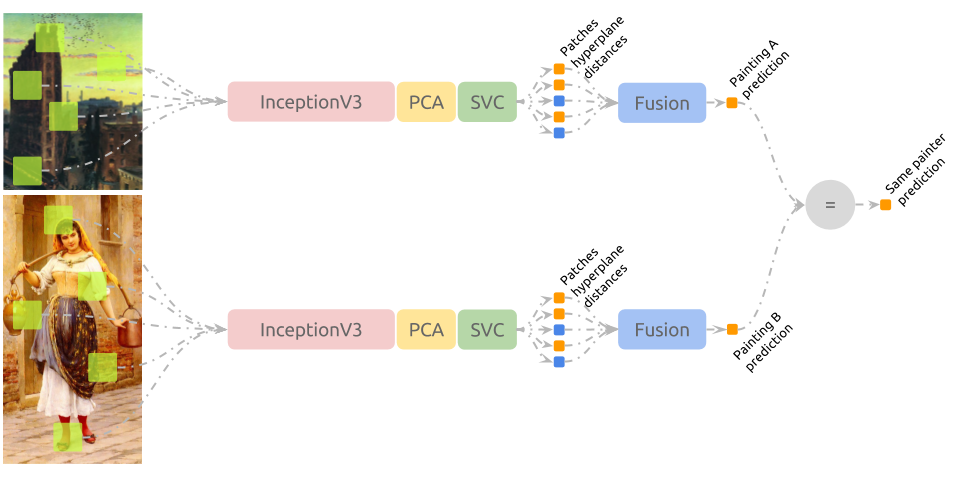 Patches
hyperplane
distances
InceptionV3
PCA
SVC
Fusion
Painting A
prediction
=
Same painter
prediction
Patches
hyperplane
distances
InceptionV3
PCA
SVC
Fusion
Painting B
prediction